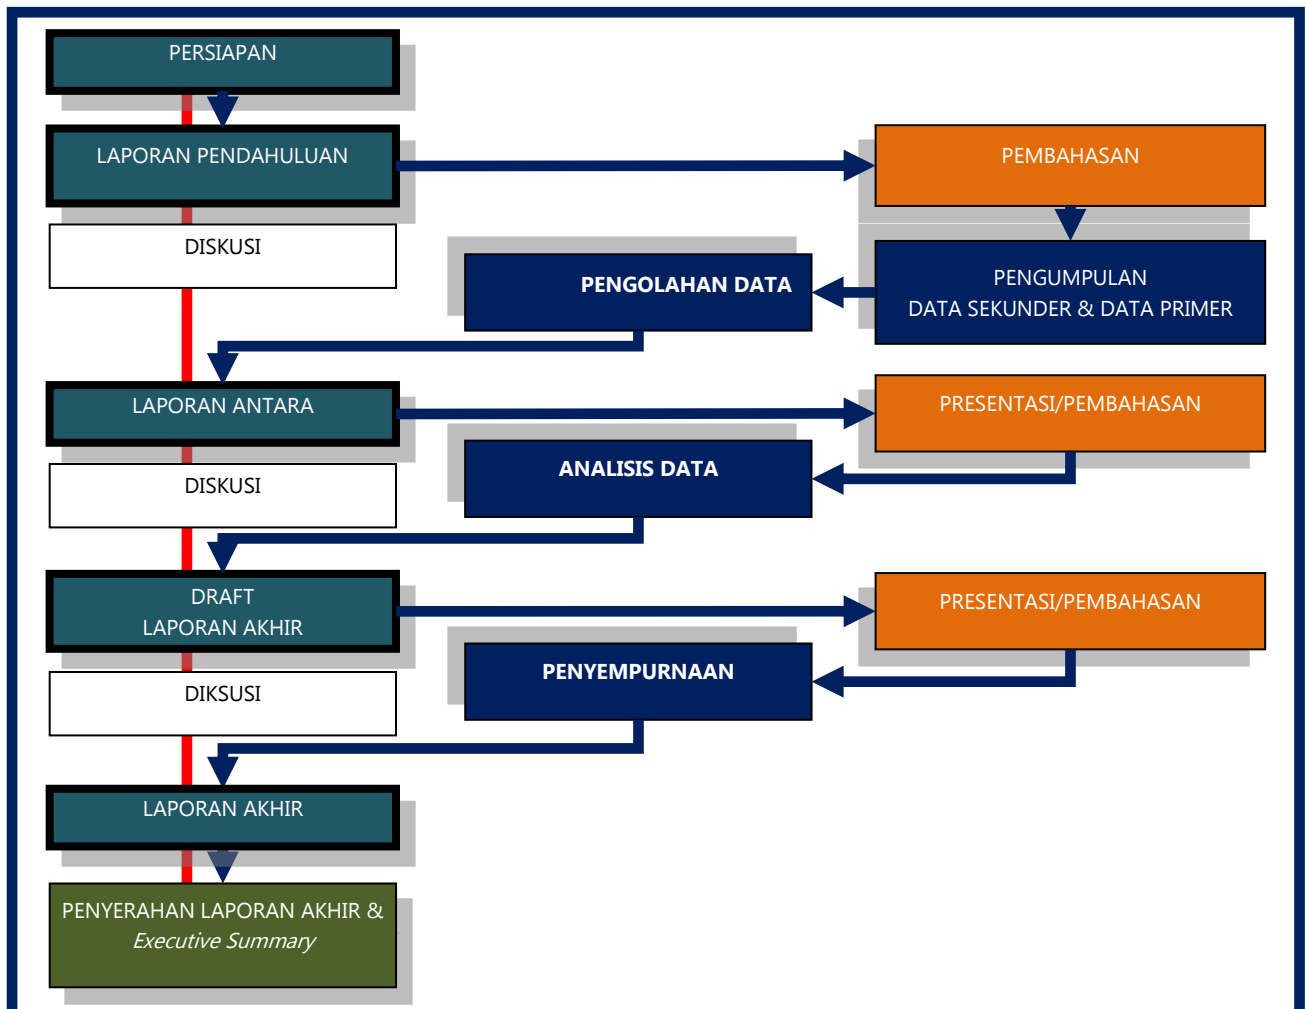 PERSIAPAN
LAPORAN PENDAHULUAN
PEMBAHASAN
DISKUSI
PENGOLAHAN DATA
PENGUMPULAN
DATA SEKUNDER & DATA PRIMER
LAPORAN ANTARA
PRESENTASI/PEMBAHASAN
DISKUSI
ANALISIS DATA
DRAFT
LAPORAN AKHIR
PRESENTASI/PEMBAHASAN
DIKSUSI
PENYEMPURNAAN
LAPORAN AKHIR
PENYERAHAN LAPORAN AKHIR &
Executive Summary